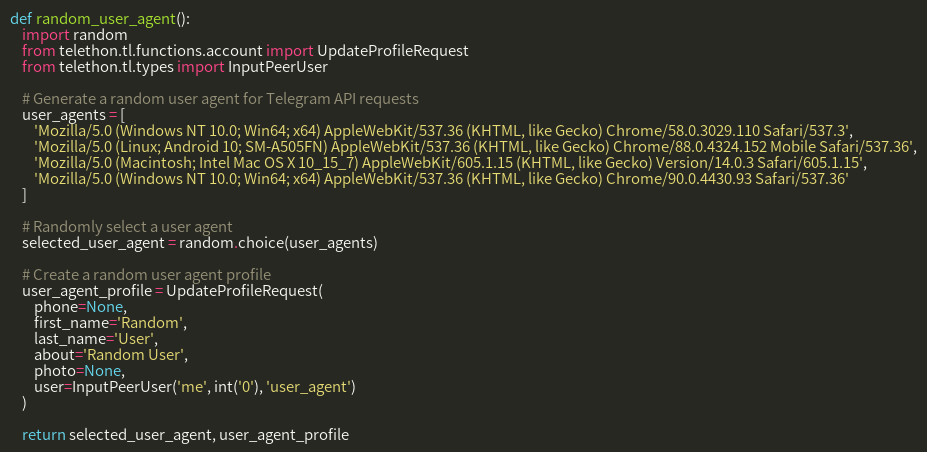 def random_user_agent():
    import random
    from telethon.tl.functions.account import UpdateProfileRequest
    from telethon.tl.types import InputPeerUser

    # Generate a random user agent for Telegram API requests
    user_agents = [
        'Mozilla/5.0 (Windows NT 10.0; Win64; x64) AppleWebKit/537.36 (KHTML, like Gecko) Chrome/58.0.3029.110 Safari/537.3',
        'Mozilla/5.0 (Linux; Android 10; SM-A505FN) AppleWebKit/537.36 (KHTML, like Gecko) Chrome/88.0.4324.152 Mobile Safari/537.36',
        'Mozilla/5.0 (Macintosh; Intel Mac OS X 10_15_7) AppleWebKit/605.1.15 (KHTML, like Gecko) Version/14.0.3 Safari/605.1.15',
        'Mozilla/5.0 (Windows NT 10.0; Win64; x64) AppleWebKit/537.36 (KHTML, like Gecko) Chrome/90.0.4430.93 Safari/537.36'
    ]

    # Randomly select a user agent
    selected_user_agent = random.choice(user_agents)

    # Create a random user agent profile
    user_agent_profile = UpdateProfileRequest(
        phone=None,
        first_name='Random',
        last_name='User',
        about='Random User',
        photo=None,
        user=InputPeerUser('me', int('0'), 'user_agent')
    )

    return selected_user_agent, user_agent_profile